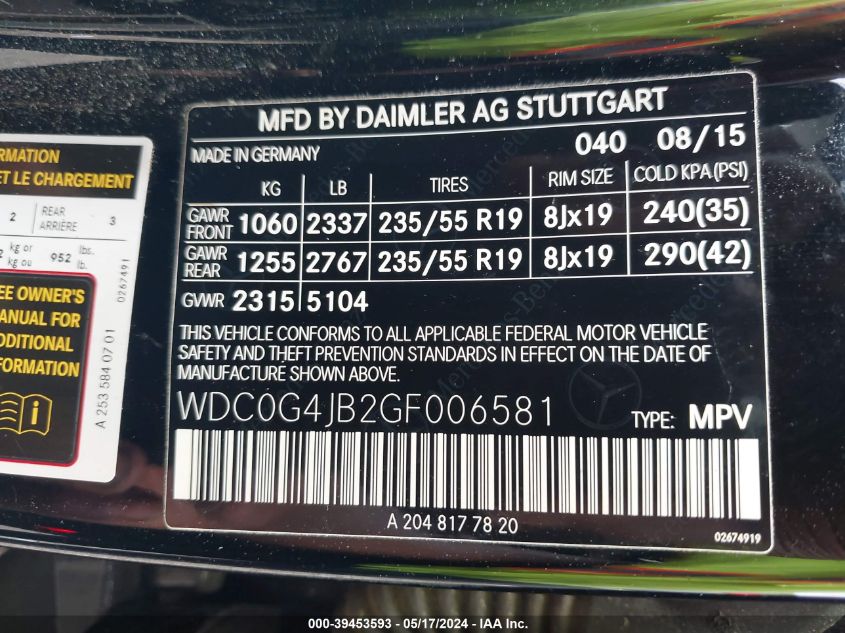 RMATION
ET LE CHARGEMENT
2 REAR ARRIÈRE 3
kg or kg ou 952 lbs. lb.
0267491
EE OWNER'S
ANUAL FOR
DDITIONAL
FORMATION
A 253 584 07 01
MFD BY DAIMLER AG STUTTGART
MADE IN GERMANY 040 08/15
KG LB TIRES RIM SIZE COLD KPA(PSI)
GAWR FRONT 1060 2337 235/55 R19 8Jx19 240(35)
GAWR REAR 1255 2767 235/55 R19 8Jx19 290(42)
GVWR 2315 5104
THIS VEHICLE CONFORMS TO ALL APPLICABLE FEDERAL MOTOR VEHICLE
SAFETY AND THEFT PREVENTION STANDARDS IN EFFECT ON THE DATE OF
MANUFACTURE SHOWN ABOVE.
WDC0G4JB2GF006581 TYPE: MPV
A 204 817 78 20
02674919
000-39453593 — 05/17/2024 — IAAI.COM